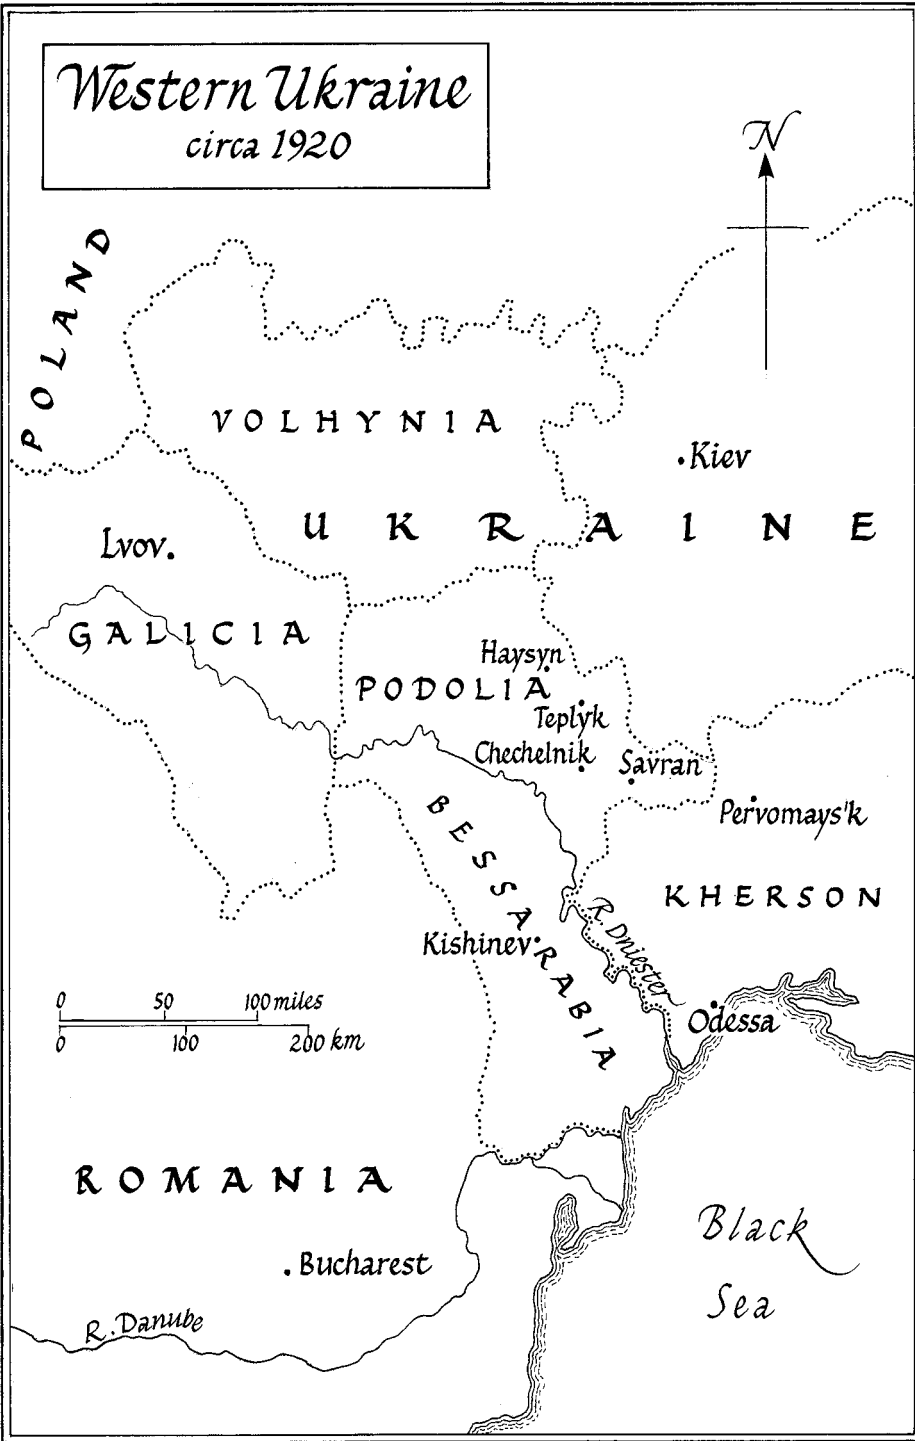 Western Ukraine
circa 1920
N
POLAND
VOLHYNIA
Kiev
UKRAINE
Lvov
GALICIA
Haysyn
PODOLIA
Teplyk
Chechelnik
Savran
Pervomays'k
BESSARABIA
KHERSON
R. Dniester
Kishinev
0 50 100 miles
0 100 200 km
Odessa
ROMANIA
Black
Sea
Bucharest
R. Danube